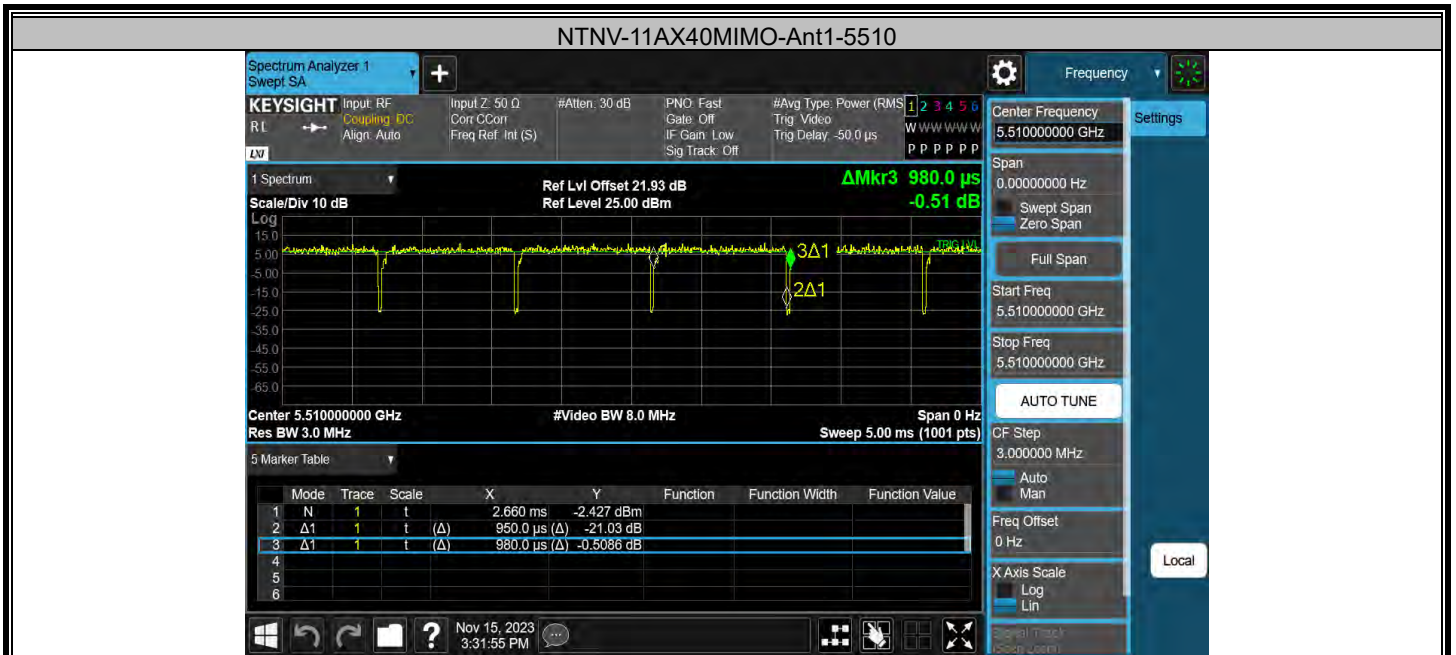 NTNV-11AX40MIMO-Ant1-5510
Spectrum Analyzer 1
Swept SA
Frequency
KEYSIGHT
RL
LXI
Input: RF
Coupling: DC
Align: Auto
Input Z: 50 Ω
Corr CCorr
Freq Ref: Int (S)
#Atten: 30 dB
PNO: Fast
Gate: Off
IF Gain: Low
Sig Track: Off
#Avg Type: Power (RMS
Trig: Video
Trig Delay: -50.0 µs
1 2 3 4 5 6
W W W W W W
P P P P P P
1 Spectrum
Scale/Div 10 dB
Ref Lvl Offset 21.93 dB
Ref Level 25.00 dBm
ΔMkr3 980.0 µs
-0.51 dB
Log
15.0
5.00
-5.00
-15.0
-25.0
-35.0
-45.0
-55.0
-65.0
TRIG LVL
1
3Δ1
2Δ1
Center 5.510000000 GHz
#Video BW 8.0 MHz
Span 0 Hz
Res BW 3.0 MHz
Sweep 5.00 ms (1001 pts)
5 Marker Table
Mode Trace Scale X Y Function Function Width Function Value
1 N 1 t 2.660 ms -2.427 dBm
2 Δ1 1 t (Δ) 950.0 µs (Δ) -21.03 dB
3 Δ1 1 t (Δ) 980.0 µs (Δ) -0.5086 dB
4
5
6
Nov 15, 2023
3:31:55 PM
Center Frequency
5.510000000 GHz
Settings
Span
0.00000000 Hz
Swept Span
Zero Span
Full Span
Start Freq
5.510000000 GHz
Stop Freq
5.510000000 GHz
AUTO TUNE
CF Step
3.000000 MHz
Auto
Man
Freq Offset
0 Hz
X Axis Scale
Log
Lin
Signal Track
(Span Zoom)
Local